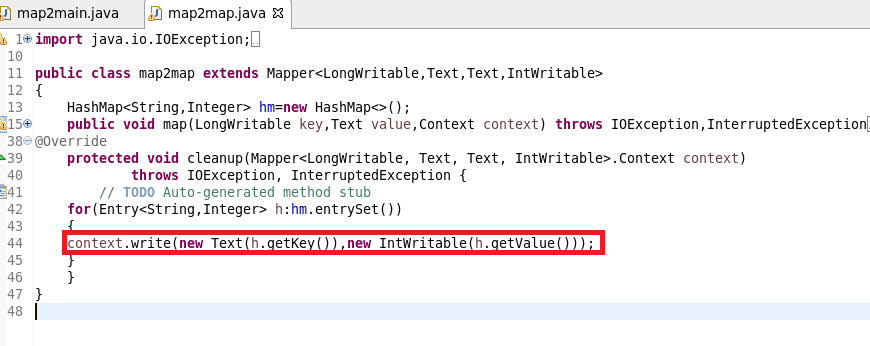 map2main.java map2map.java
1 import java.io.IOException;
10
11 public class map2map extends Mapper<LongWritable,Text,Text,IntWritable>
12 {
13 HashMap<String,Integer> hm=new HashMap<>();
15 public void map(LongWritable key,Text value,Context context) throws IOException,InterruptedException
38 @Override
39 protected void cleanup(Mapper<LongWritable, Text, Text, IntWritable>.Context context)
40 throws IOException, InterruptedException {
41 // TODO Auto-generated method stub
42 for(Entry<String,Integer> h:hm.entrySet())
43 {
44 context.write(new Text(h.getKey()),new IntWritable(h.getValue()));
45 }
46 }
47 }
48